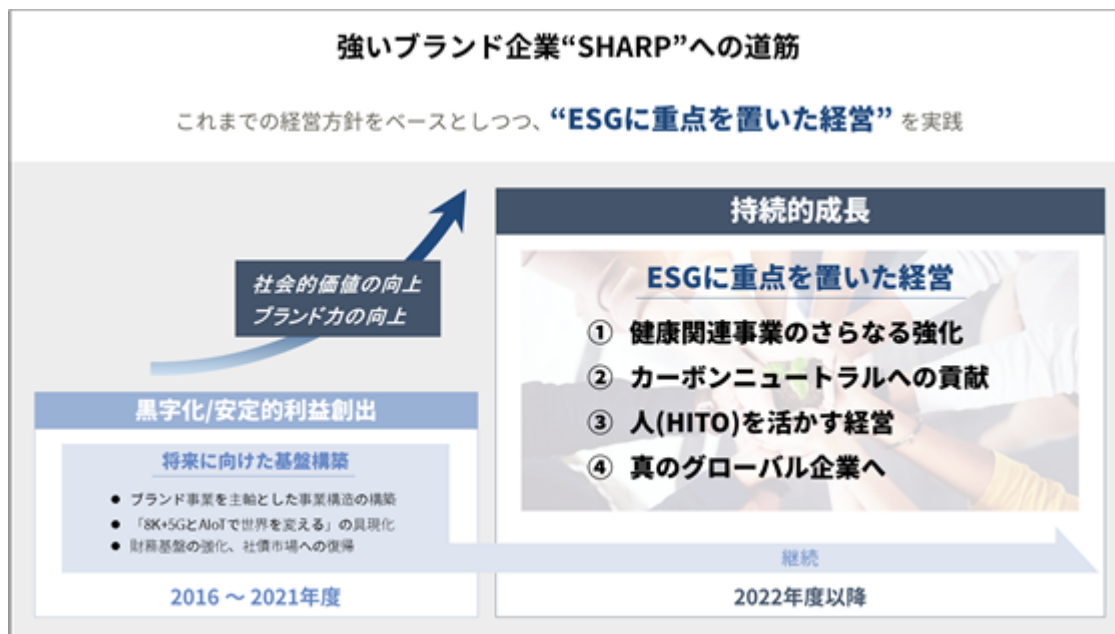 強いブランド企業“SHARP”への道筋
これまでの経営方針をベースとしつつ、“ESGに重点を置いた経営” を実践
社会的価値の向上
ブランド力の向上
黒字化/安定的利益創出
将来に向けた基盤構築
● ブランド事業を主軸とした事業構造の構築
● 「8K+5GとAIoTで世界を変える」の具現化
● 財務基盤の強化、社債市場への復帰
2016 ～ 2021年度
持続的成長
ESGに重点を置いた経営
① 健康関連事業のさらなる強化
② カーボンニュートラルへの貢献
③ 人(HITO)を活かす経営
④ 真のグローバル企業へ
継続
2022年度以降